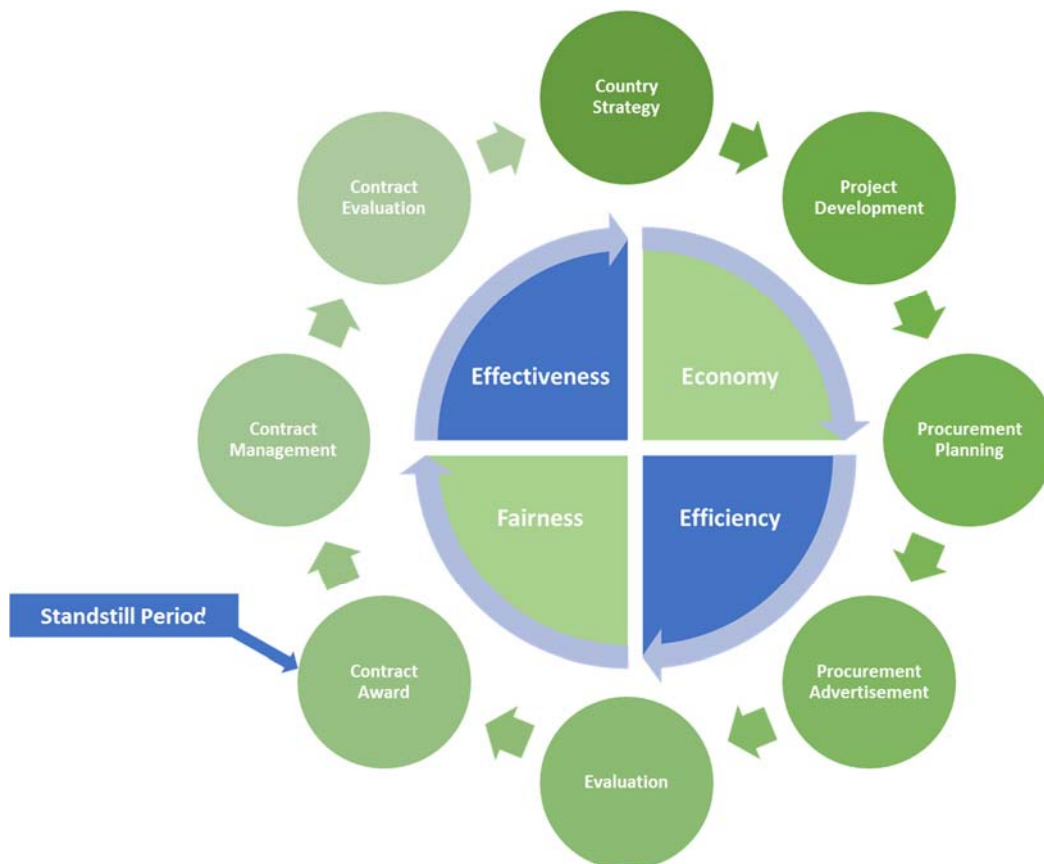 Country
Strategy
Project
Development
Procurement
Planning
Procurement
Advertisement
Evaluation
Contract
Award
Standstill Period
Contract
Management
Contract
Evaluation
Effectiveness
Economy
Fairness
Efficiency